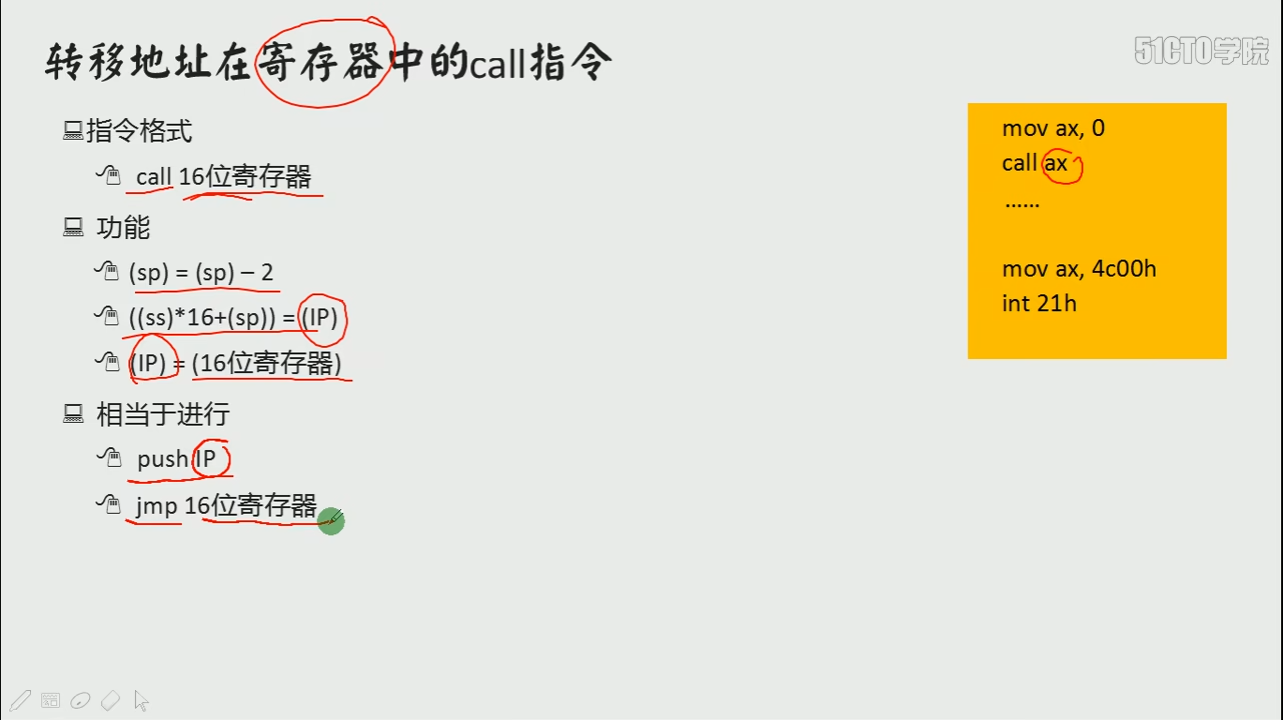 转移地址在寄存器中的call指令
51CTO学院
指令格式
call 16位寄存器
功能
(sp) = (sp) – 2
((ss)*16+(sp)) = (IP)
(IP) = (16位寄存器)
相当于进行
push IP
jmp 16位寄存器
mov ax, 0
call ax
......
mov ax, 4c00h
int 21h